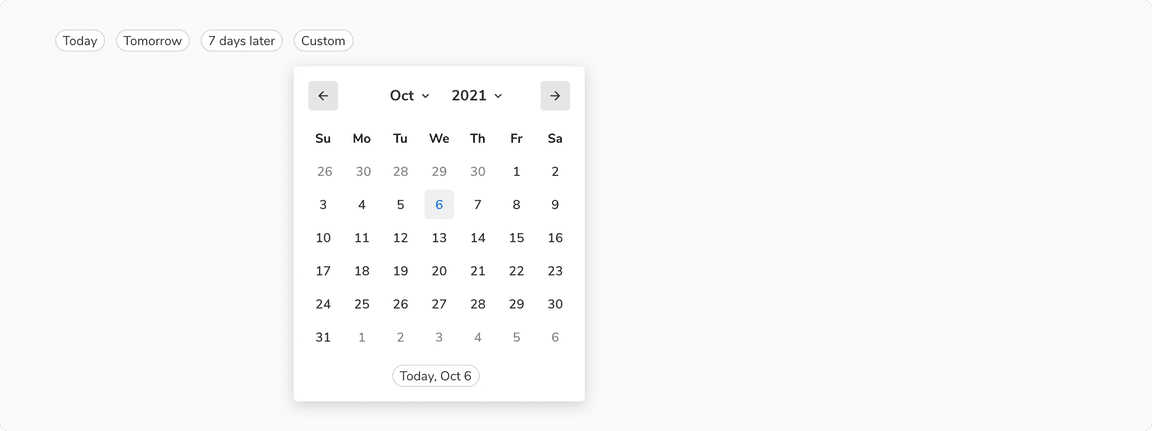 Today Tomorrow 7 days later Custom
Oct 2021
Su Mo Tu We Th Fr Sa
26 30 28 29 30 1 2
3 4 5 6 7 8 9
10 11 12 13 14 15 16
17 18 19 20 21 22 23
24 25 26 27 28 29 30
31 1 2 3 4 5 6
Today, Oct 6